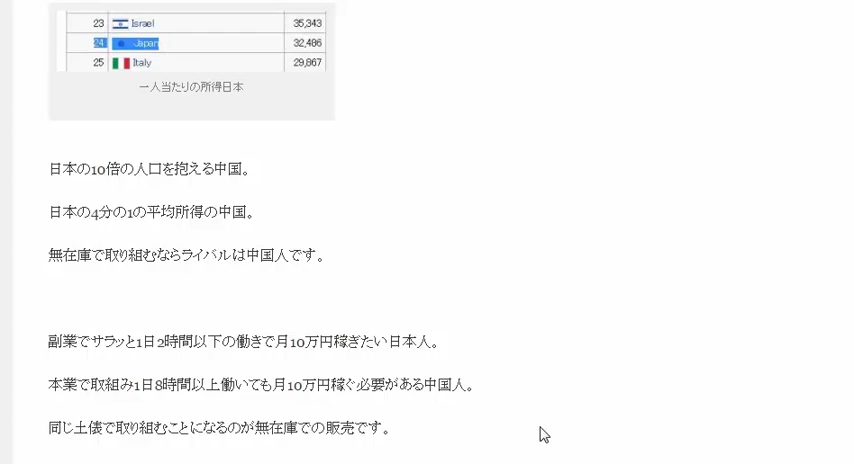 23 Israel 35,343
24 Japan 32,486
25 Italy 29,867
一人当たりの所得日本
日本の10倍の人口を抱える中国。
日本の4分の1の平均所得の中国。
無在庫で取り組むならライバルは中国人です。
副業でサラッと1日2時間以下の働きで月10万円稼ぎたい日本人。
本業で取組み1日8時間以上働いても月10万円稼ぐ必要がある中国人。
同じ土俵で取り組むことになるのが無在庫での販売です。